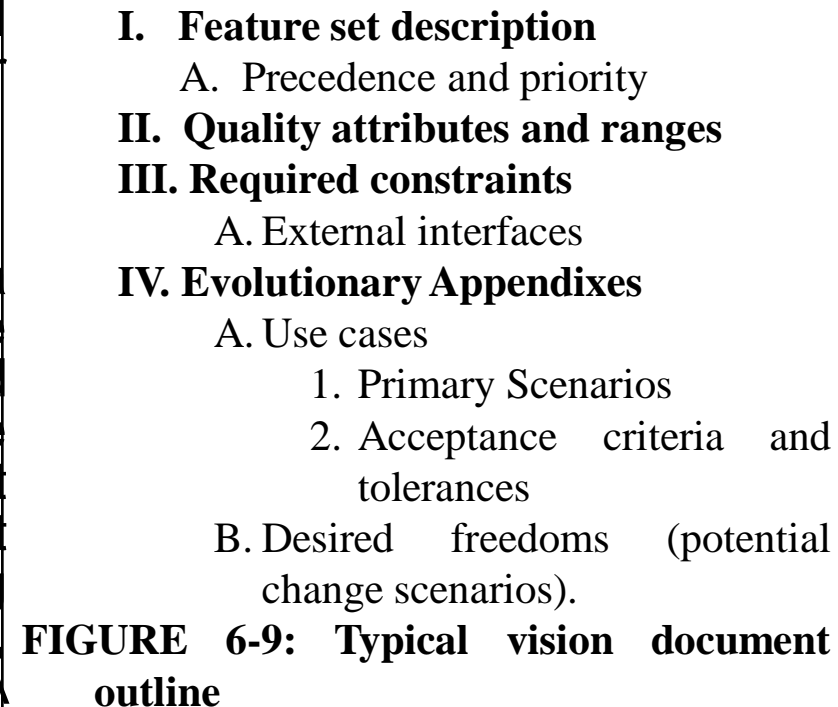 I. Feature set description
A. Precedence and priority
II. Quality attributes and ranges
III. Required constraints
A. External interfaces
IV. Evolutionary Appendixes
A. Use cases
1. Primary Scenarios
2. Acceptance criteria and
tolerances
B. Desired freedoms (potential
change scenarios).
FIGURE 6-9: Typical vision document
outline